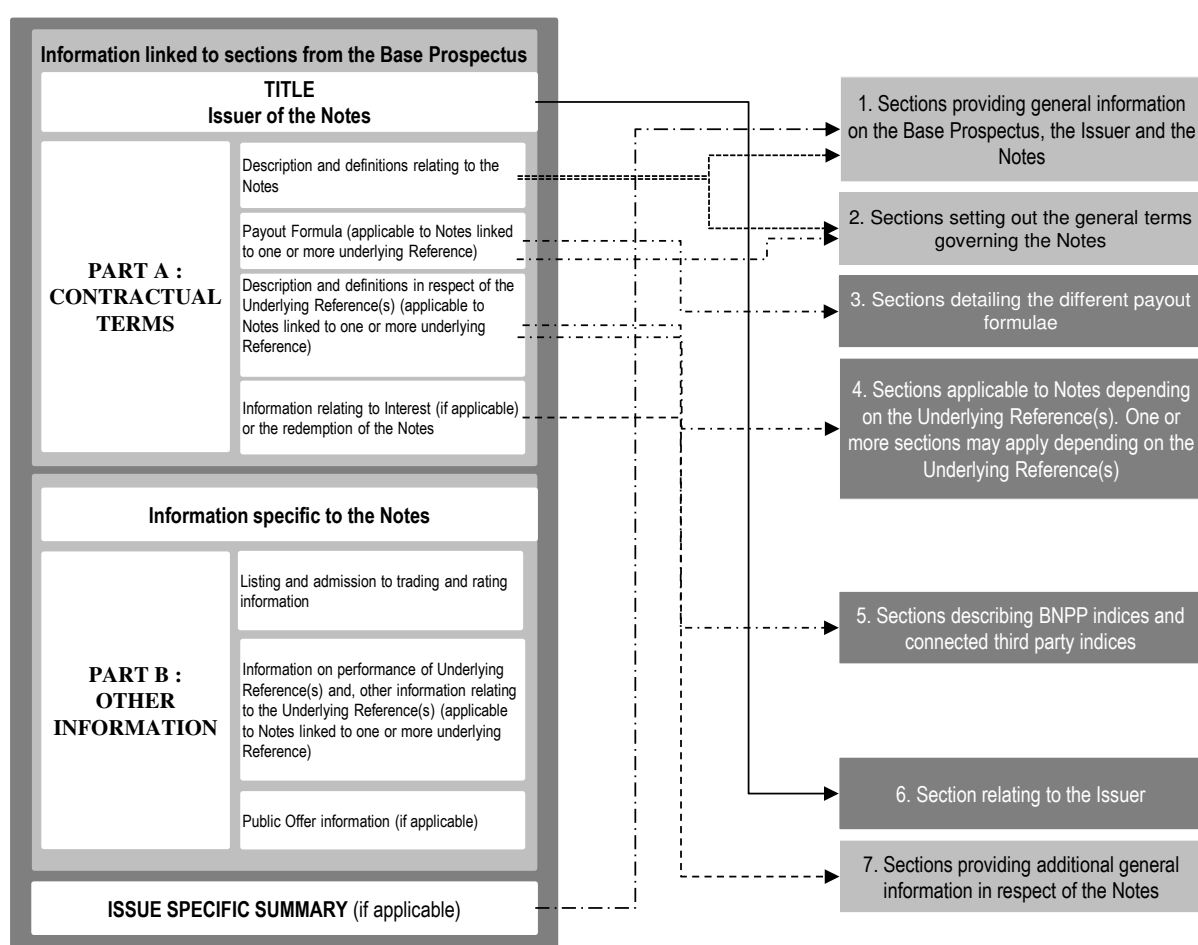 Information linked to sections from the Base Prospectus
TITLE
Issuer of the Notes
PART A :
CONTRACTUAL
TERMS
Description and definitions relating to the
Notes
Payout Formula (applicable to Notes linked
to one or more underlying Reference)
Description and definitions in respect of the
Underlying Reference(s) (applicable to
Notes linked to one or more underlying
Reference)
Information relating to Interest (if applicable)
or the redemption of the Notes
Information specific to the Notes
PART B :
OTHER
INFORMATION
Listing and admission to trading and rating
information
Information on performance of Underlying
Reference(s) and, other information relating
to the Underlying Reference(s) (applicable
to Notes linked to one or more underlying
Reference)
Public Offer information (if applicable)
ISSUE SPECIFIC SUMMARY (if applicable)
1. Sections providing general information
on the Base Prospectus, the Issuer and the
Notes
2. Sections setting out the general terms
governing the Notes
3. Sections detailing the different payout
formulae
4. Sections applicable to Notes depending
on the Underlying Reference(s). One or
more sections may apply depending on the
Underlying Reference(s)
5. Sections describing BNPP indices and
connected third party indices
6. Section relating to the Issuer
7. Sections providing additional general
information in respect of the Notes